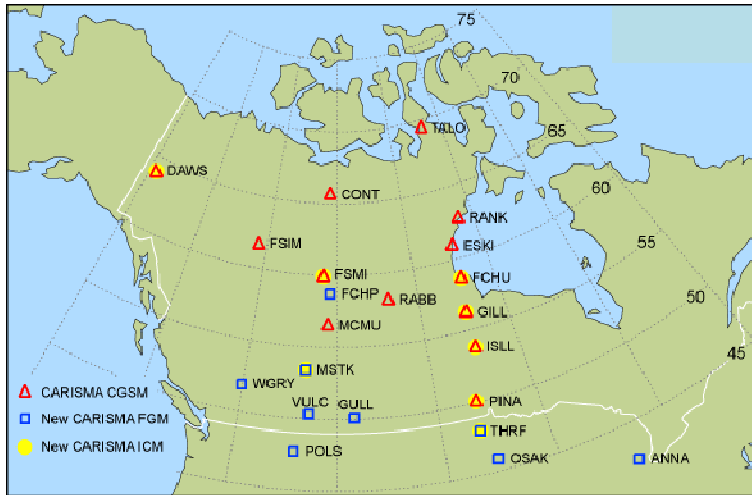 75
70
TALO
65
DAWS
60
CONT
RANK
55
FSIM
IESKI
FSMI
FCHU
50
FCHP
RABB
GILL
MCMU
ISLL
45
MSTK
WGRY
CARISMA CGSM
VULC
GULL
PINA
New CARISMA FGM
THRF
New CARISMA ICM
POLS
OSAK
ANNA